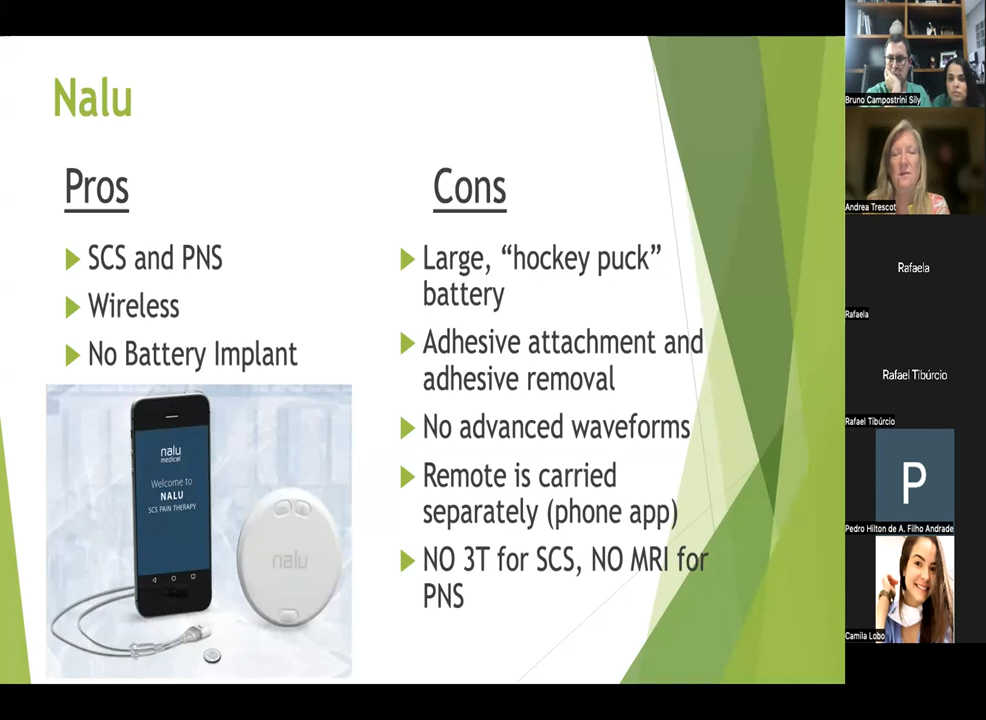 Nalu
Pros
SCS and PNS
Wireless
No Battery Implant
nalu
medical
Welcome to
NALU
SCS PAIN THERAPY
nalu
Cons
Large, “hockey puck”
battery
Adhesive attachment and
adhesive removal
No advanced waveforms
Remote is carried
separately (phone app)
NO 3T for SCS, NO MRI for
PNS
Bruno Campostrini Sily
Andrea Trescot
Rafaela
Rafaela
Rafael Tibúrcio
Rafael Tibúrcio
P
Pedro Hilton de A. Filho Andrade
Camila Lobo